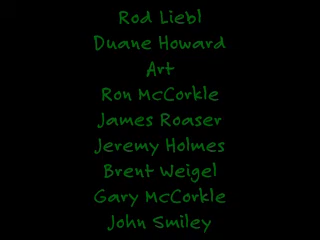 Rod Liebl
Duane Howard
Art
Ron McCorkle
James Roaser
Jeremy Holmes
Brent Weigel
Gary McCorkle
John Smiley